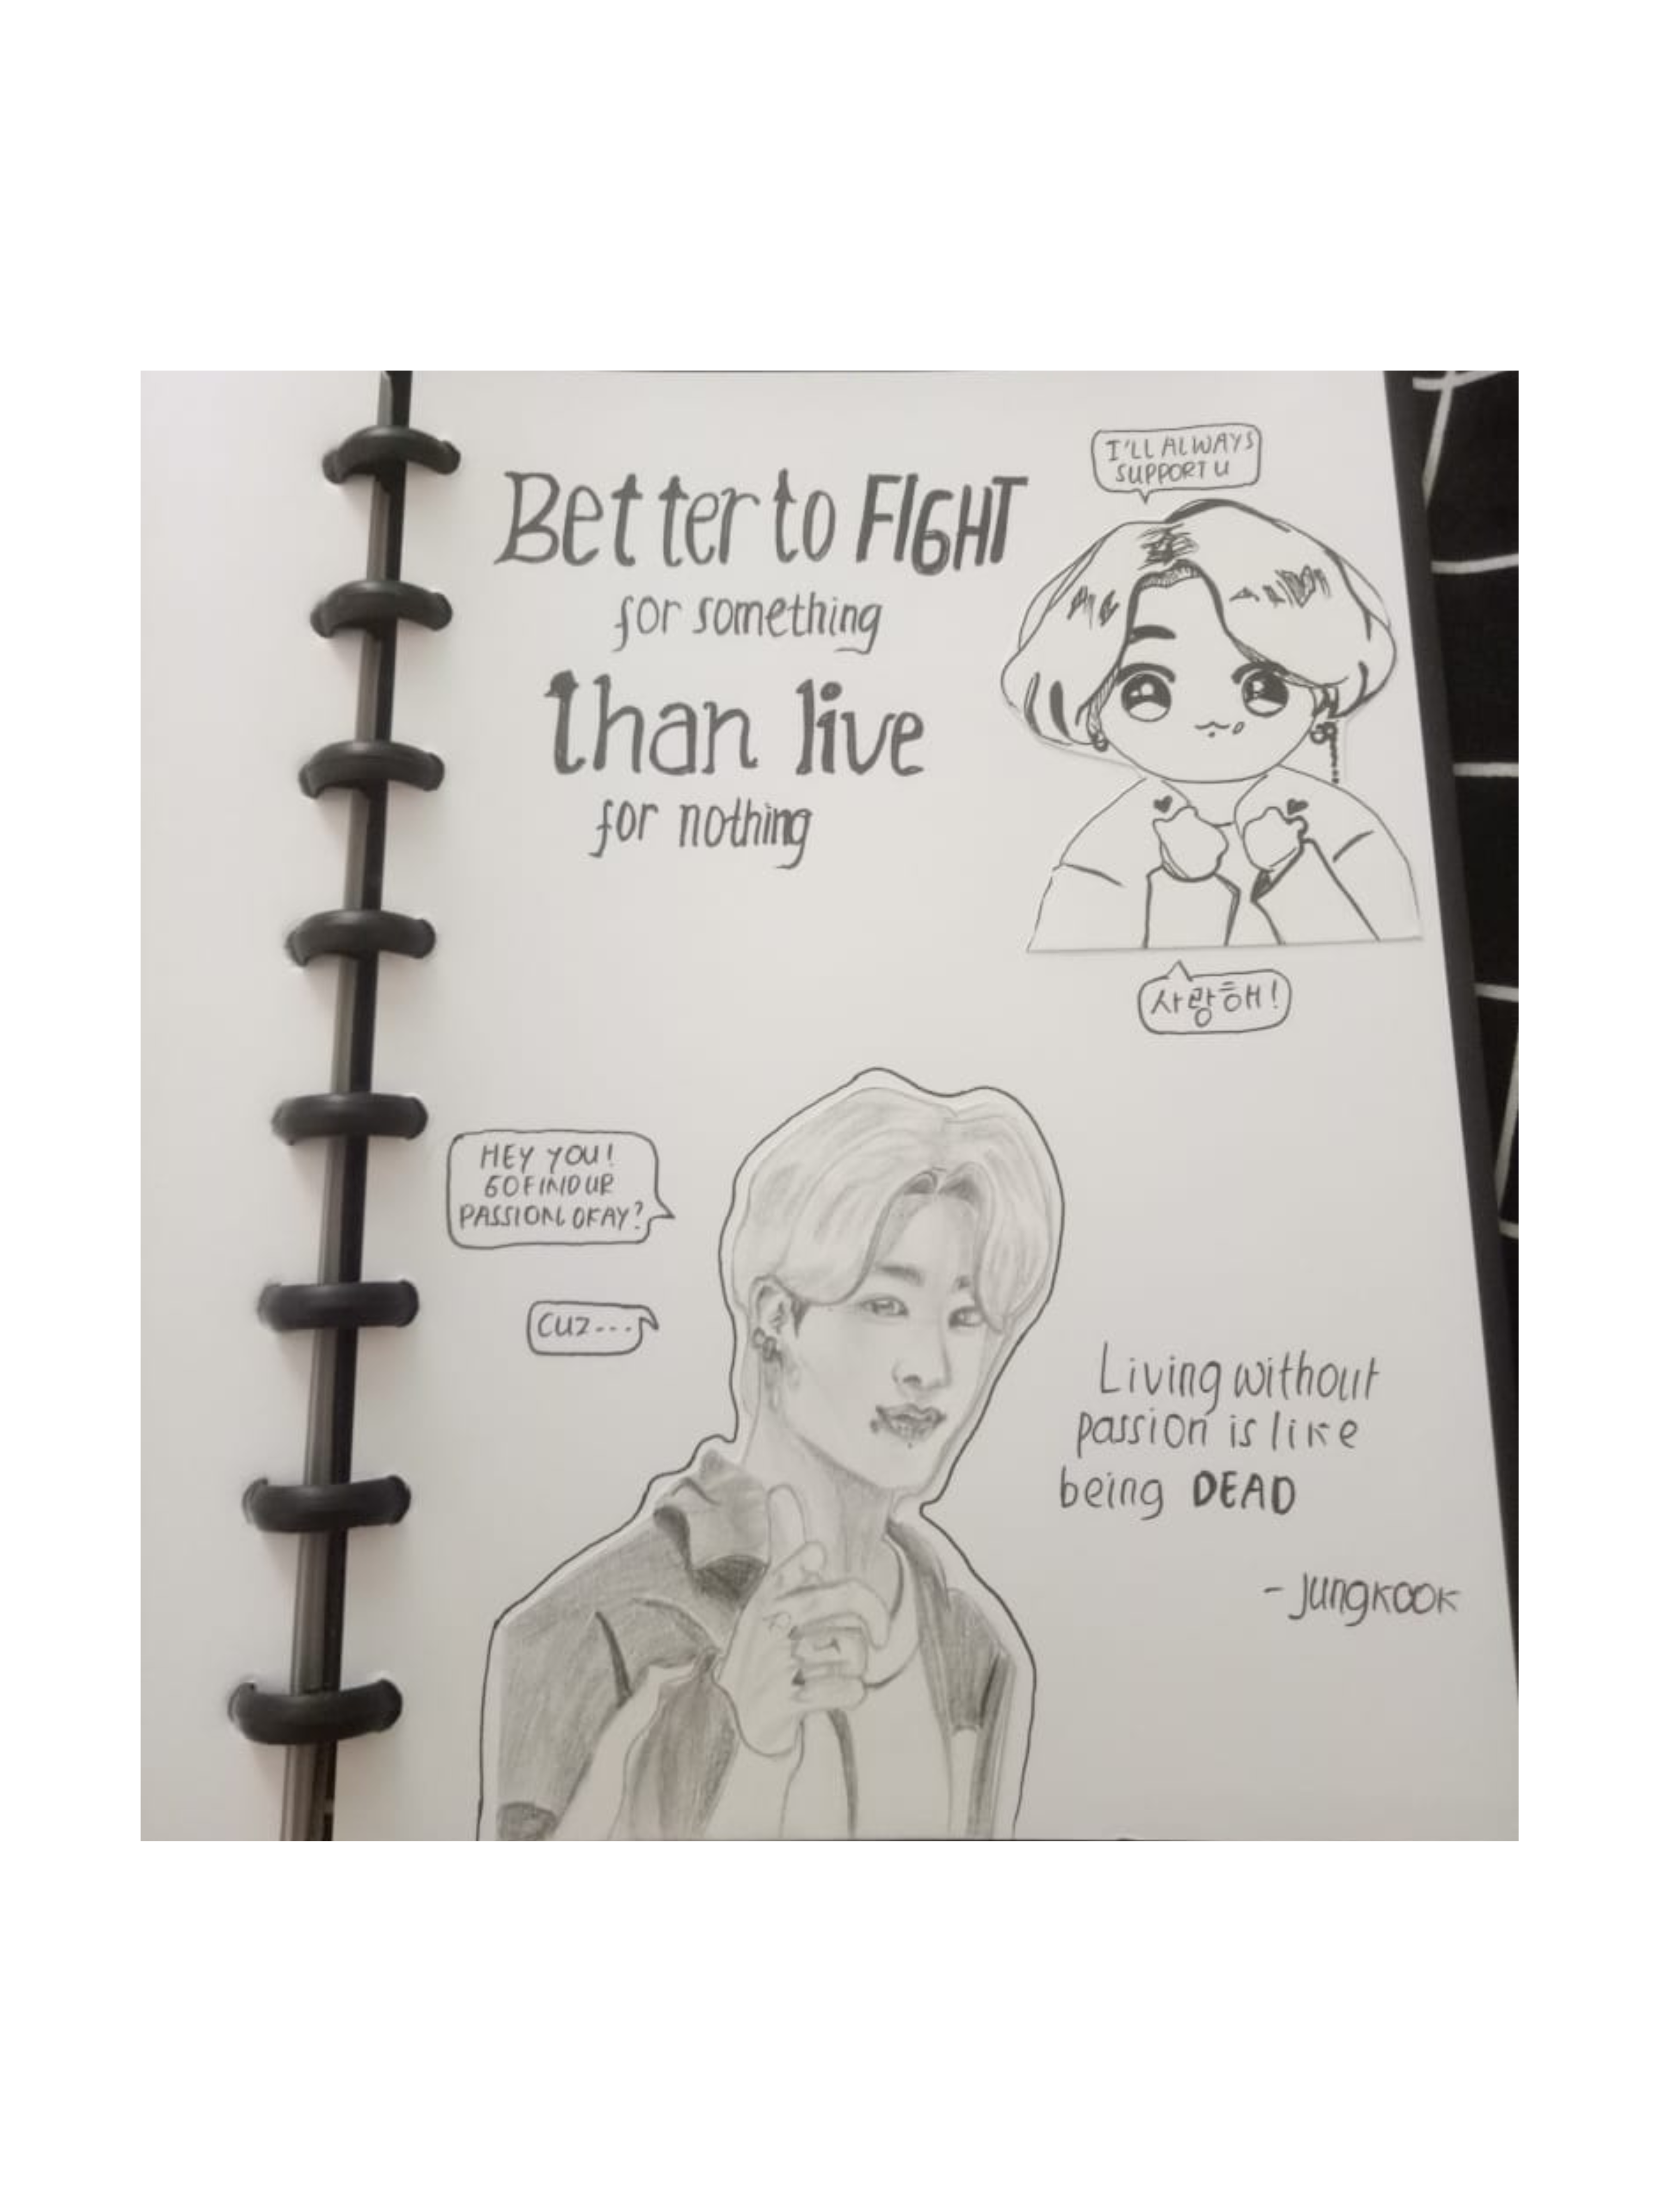 Better to FIGHT
for something
than live
for nothing
I'LL ALWAYS
SUPPORT U
사랑해!
HEY YOU!
GO FIND UR
PASSION OKAY?
CUZ...
Living without
passion is like
being DEAD
- Jungkook